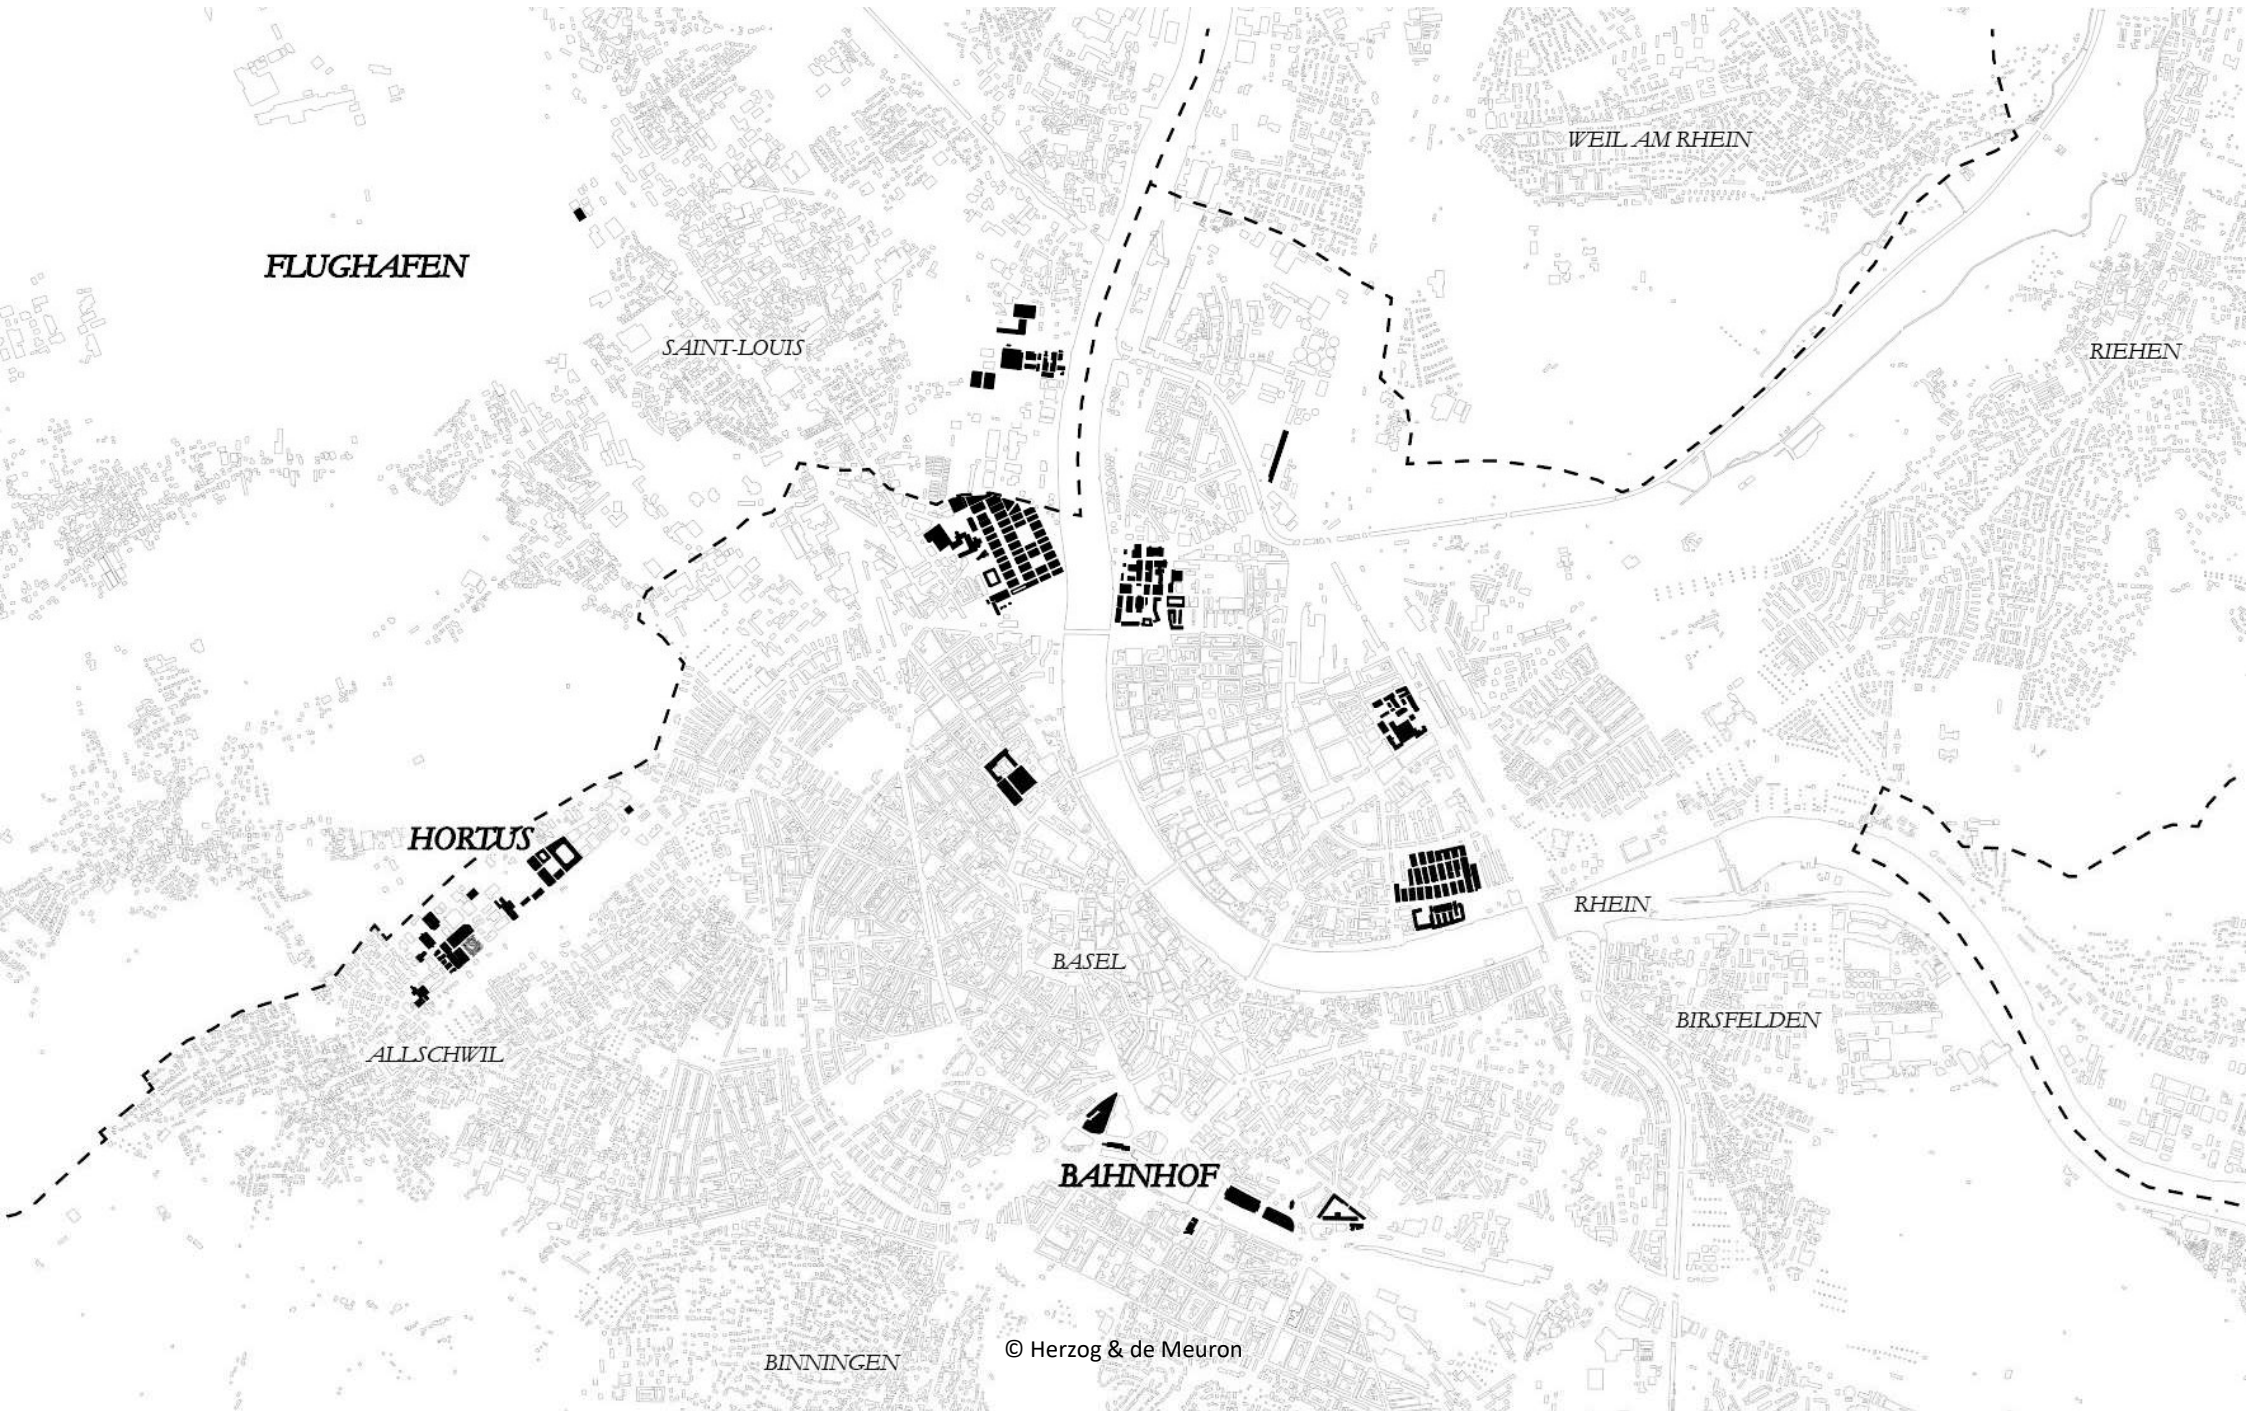 WEIL AM RHEIN
FLUGHAFEN
SAINT-LOUIS
RIEHEN
HORTUS
RHEIN
BASEL
BIRSFELDEN
ALLSCHWIL
BAHNHOF
© Herzog & de Meuron
BINNINGEN